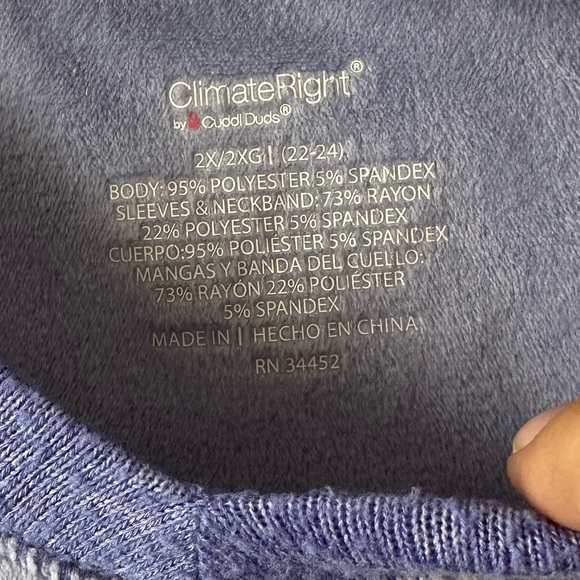 ClimateRight®
by Cuddl Duds®
2X/2XG | (22-24)
BODY: 95% POLYESTER 5% SPANDEX
SLEEVES & NECKBAND: 73% RAYON
22% POLYESTER 5% SPANDEX
CUERPO:95% POLIÉSTER 5% SPANDEX
MANGAS Y BANDA DEL CUELLO:
73% RAYÓN 22% POLIÉSTER
5% SPANDEX
MADE IN | HECHO EN CHINA
RN 34452